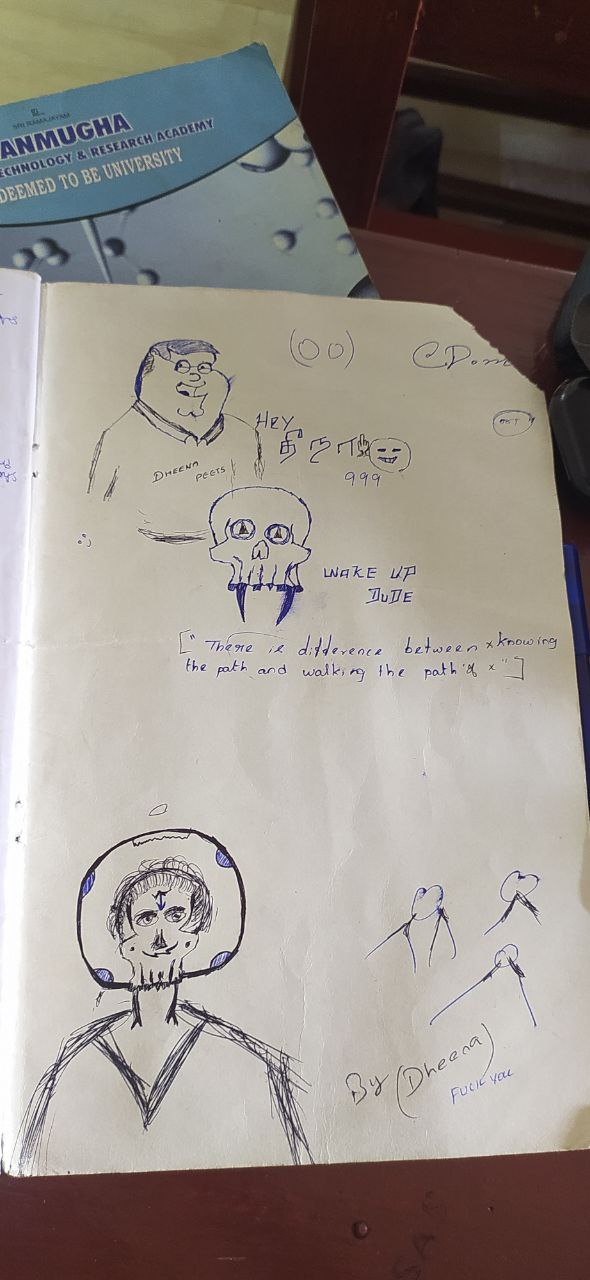 SRI RAMAJAYAM
ANMUGHA
ECHNOLOGY & RESEARCH ACADEMY
DEEMED TO BE UNIVERSITY
(00)
HEY
தீனா
999
DHEENA
PEETS
WAKE UP
DUDE
[" There is difference between x knowing
the path and walking the path x "]
By (Dheena)
FUCK YOU